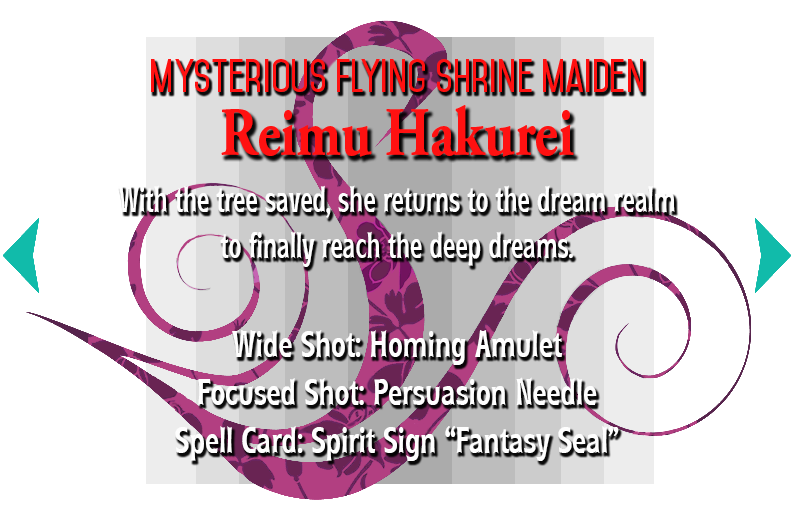 MYSTERIOUS FLYING SHRINE MAIDEN
Reimu Hakurei
With the tree saved, she returns to the dream realm
to finally reach the deep dreams.
Wide Shot: Homing Amulet
Focused Shot: Persuasion Needle
Spell Card: Spirit Sign “Fantasy Seal”